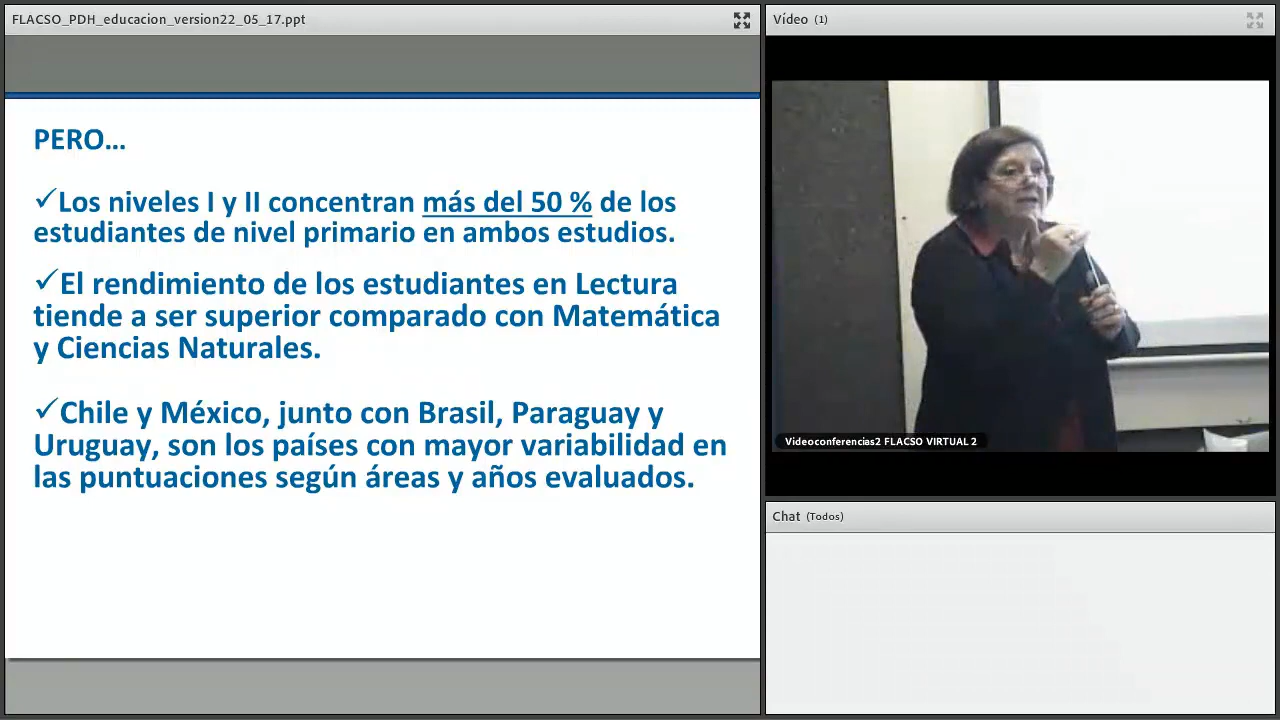 FLACSO_PDH_educacion_version22_05_17.ppt
PERO...
✓Los niveles I y II concentran más del 50 % de los
estudiantes de nivel primario en ambos estudios.
✓El rendimiento de los estudiantes en Lectura
tiende a ser superior comparado con Matemática
y Ciencias Naturales.
✓Chile y México, junto con Brasil, Paraguay y
Uruguay, son los países con mayor variabilidad en
las puntuaciones según áreas y años evaluados.
Vídeo (1)
Videoconferencias2 FLACSO VIRTUAL 2
Chat (Todos)